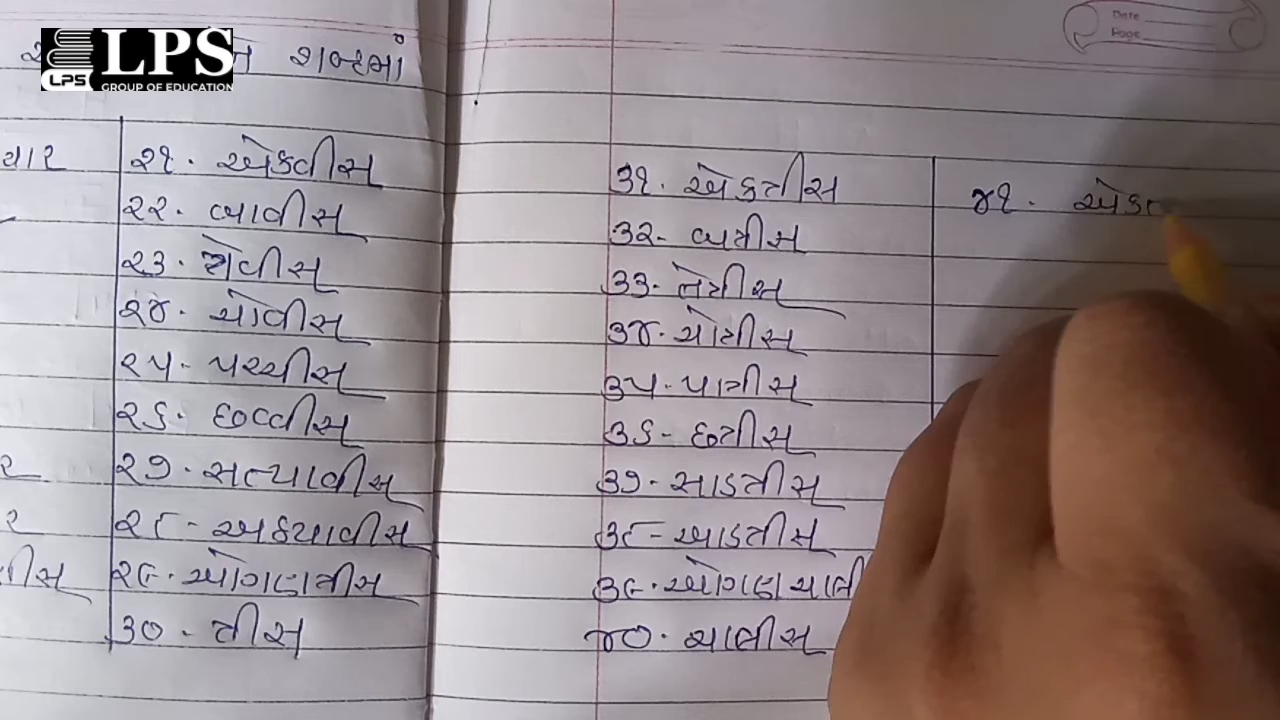 LPS
LPS
GROUP OF EDUCATION
શબ્દમાં
Date
Page
ચાર
૨૧. એકવીસ
૨૨. બાવીસ
૨૩. ત્રેવીસ
૨૪. ચોવીસ
૨૫. પચ્ચીસ
૨૬. છવ્વીસ
૨૭. સત્યાવીસ
૨૮. અઠયાવીસ
૨૯. ઓગણત્રીસ
૩૦. ત્રીસ
૩૧. એકત્રીસ
૩૨. બત્રીસ
૩૩. તેત્રીસ
૩૪. ચોત્રીસ
૩૫. પાત્રીસ
૩૬. છત્રીસ
૩૭. સાડત્રીસ
૩૮. આડત્રીસ
૩૯. ઓગણચાલી
૪૦. ચાલીસ
૪૧. એક